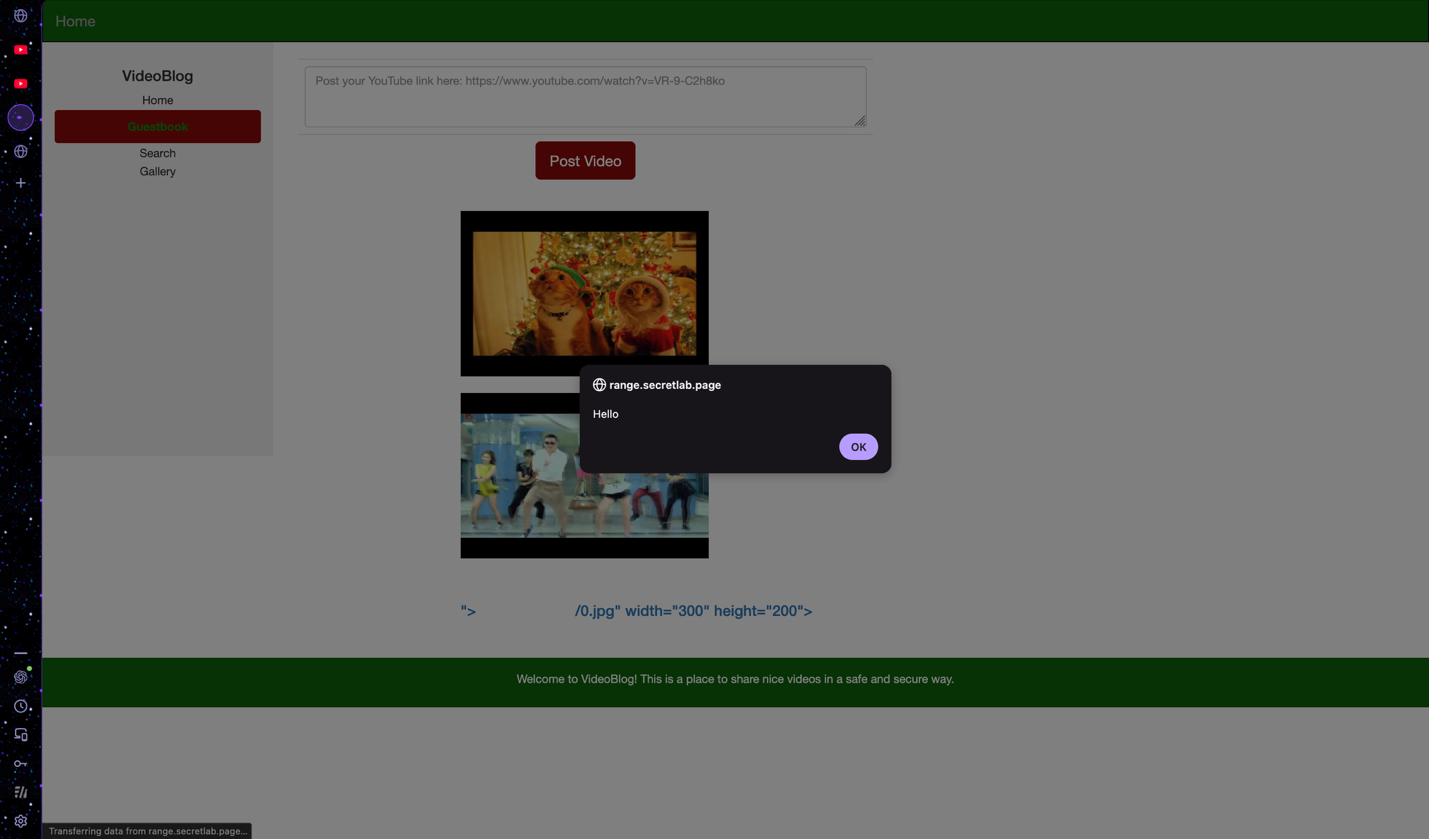 Home
VideoBlog
Home
Guestbook
Search
Gallery
Post your YouTube link here: https://www.youtube.com/watch?v=VR-9-C2h8ko
Post Video
range.secretlab.page
Hello
OK
"> /0.jpg" width="300" height="200">
Welcome to VideoBlog! This is a place to share nice videos in a safe and secure way.
Transferring data from range.secretlab.page...